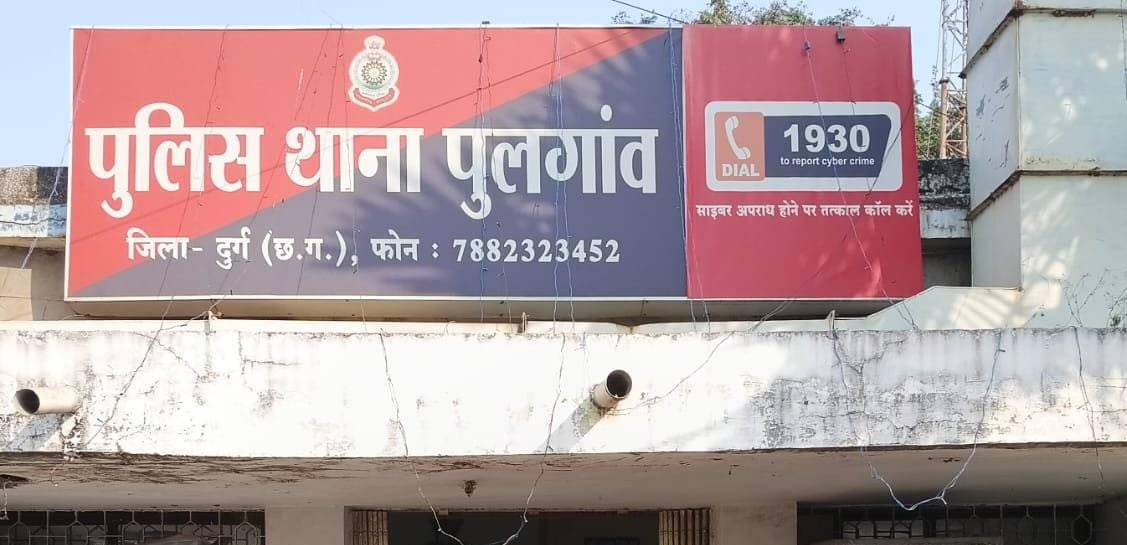 पुलिस थाना पुलगांव
जिला- दुर्ग (छ.ग.), फोन : 7882323452
DIAL
1930
to report cyber crime
साइबर अपराध होने पर तत्काल कॉल करें